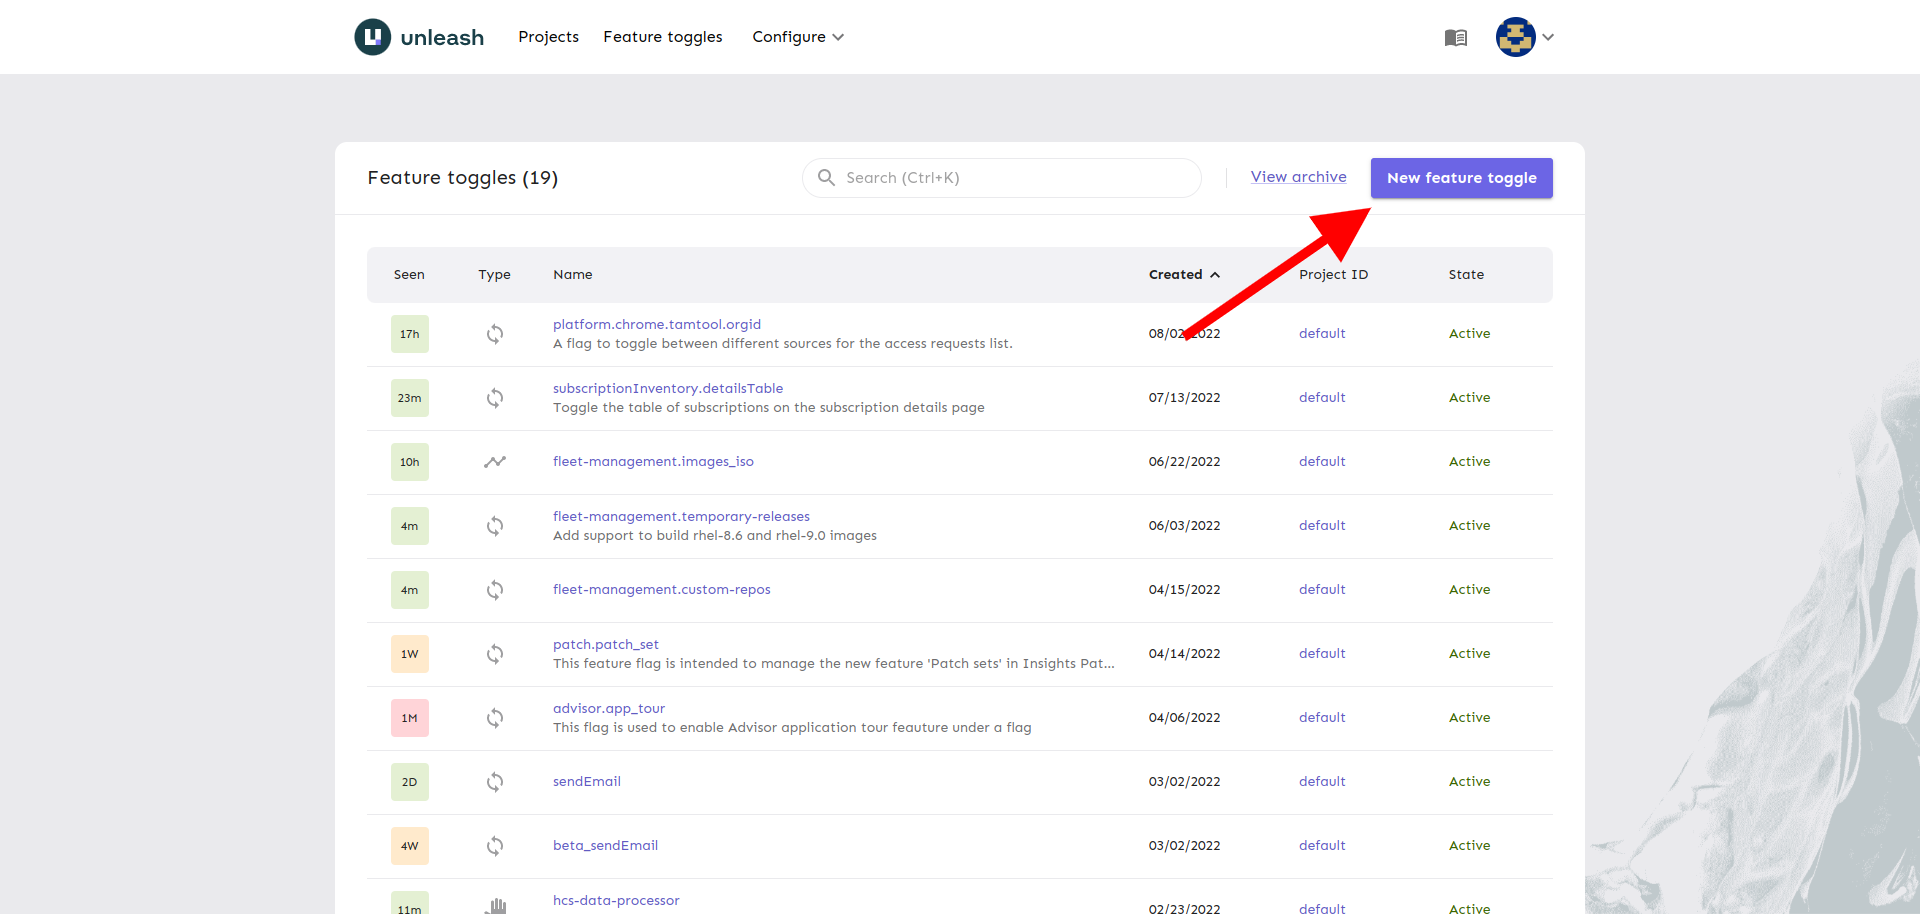 unleash Projects Feature toggles Configure
Feature toggles (19) Search (Ctrl+K) View archive New feature toggle
Seen Type Name Created Project ID State
17h platform.chrome.tamtool.orgid 08/02/2022 default Active
A flag to toggle between different sources for the access requests list.
23m subscriptionInventory.detailsTable 07/13/2022 default Active
Toggle the table of subscriptions on the subscription details page
10h fleet-management.images_iso 06/22/2022 default Active
4m fleet-management.temporary-releases 06/03/2022 default Active
Add support to build rhel-8.6 and rhel-9.0 images
4m fleet-management.custom-repos 04/15/2022 default Active
1W patch.patch_set 04/14/2022 default Active
This feature flag is intended to manage the new feature 'Patch sets' in Insights Pat...
1M advisor.app_tour 04/06/2022 default Active
This flag is used to enable Advisor application tour feauture under a flag
2D sendEmail 03/02/2022 default Active
4W beta_sendEmail 03/02/2022 default Active
11m hcs-data-processor 02/23/2022 default Active